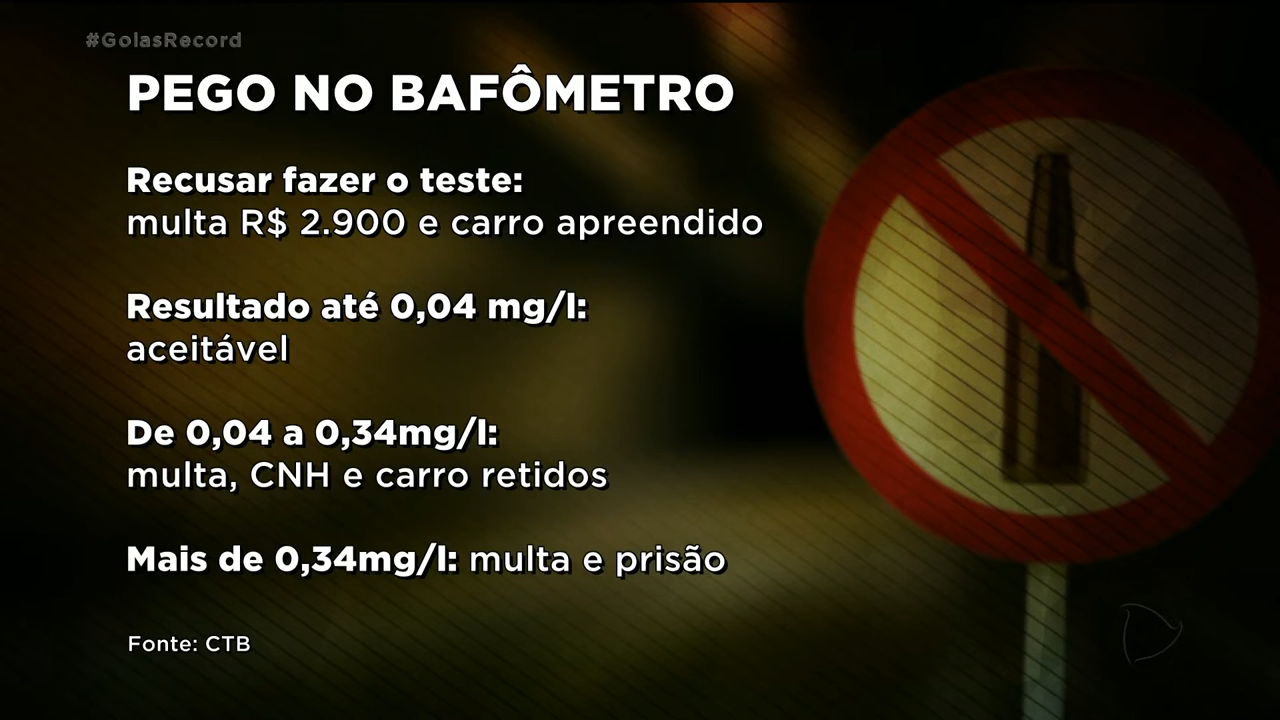 #GoiasRecord
PEGO NO BAFÔMETRO
Recusar fazer o teste:
multa R$ 2.900 e carro apreendido
Resultado até 0,04 mg/l:
aceitável
De 0,04 a 0,34mg/l:
multa, CNH e carro retidos
Mais de 0,34mg/l: multa e prisão
Fonte: CTB